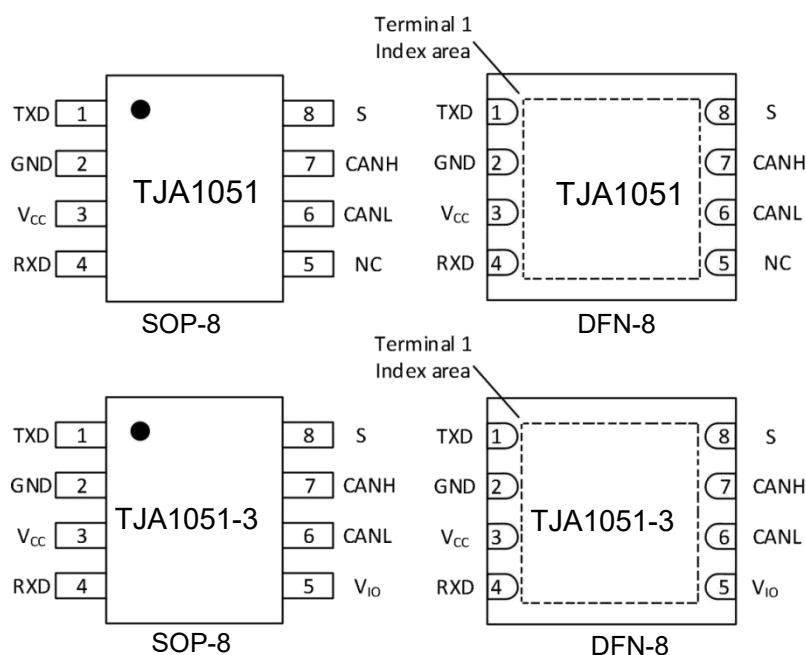 Terminal 1
Index area
TXD 1 8 S
GND 2 7 CANH
VCC 3 6 CANL
RXD 4 5 NC
TJA1051
SOP-8
TXD 1 8 S
GND 2 7 CANH
VCC 3 6 CANL
RXD 4 5 NC
TJA1051
DFN-8
Terminal 1
Index area
TXD 1 8 S
GND 2 7 CANH
VCC 3 6 CANL
RXD 4 5 VIO
TJA1051-3
SOP-8
TXD 1 8 S
GND 2 7 CANH
VCC 3 6 CANL
RXD 4 5 VIO
TJA1051-3
DFN-8